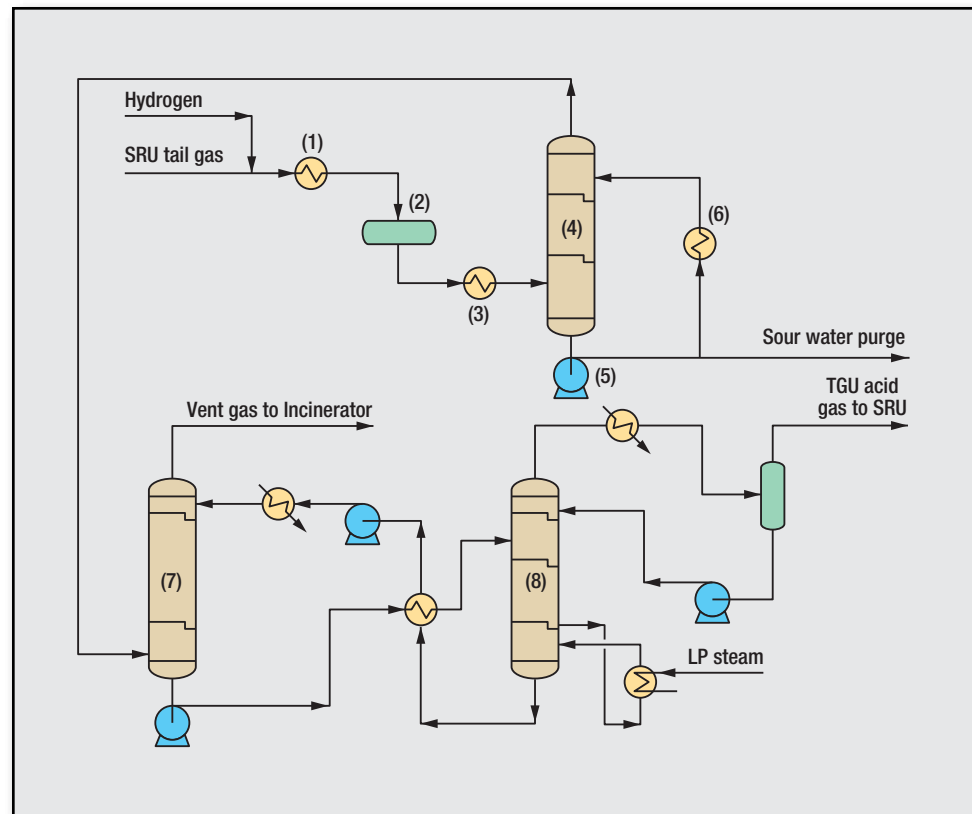 Hydrogen
SRU tail gas
(1)
(2)
(3)
(4)
(6)
Sour water purge
(5)
TGU acid
gas to SRU
Vent gas to Incinerator
(7)
(8)
LP steam